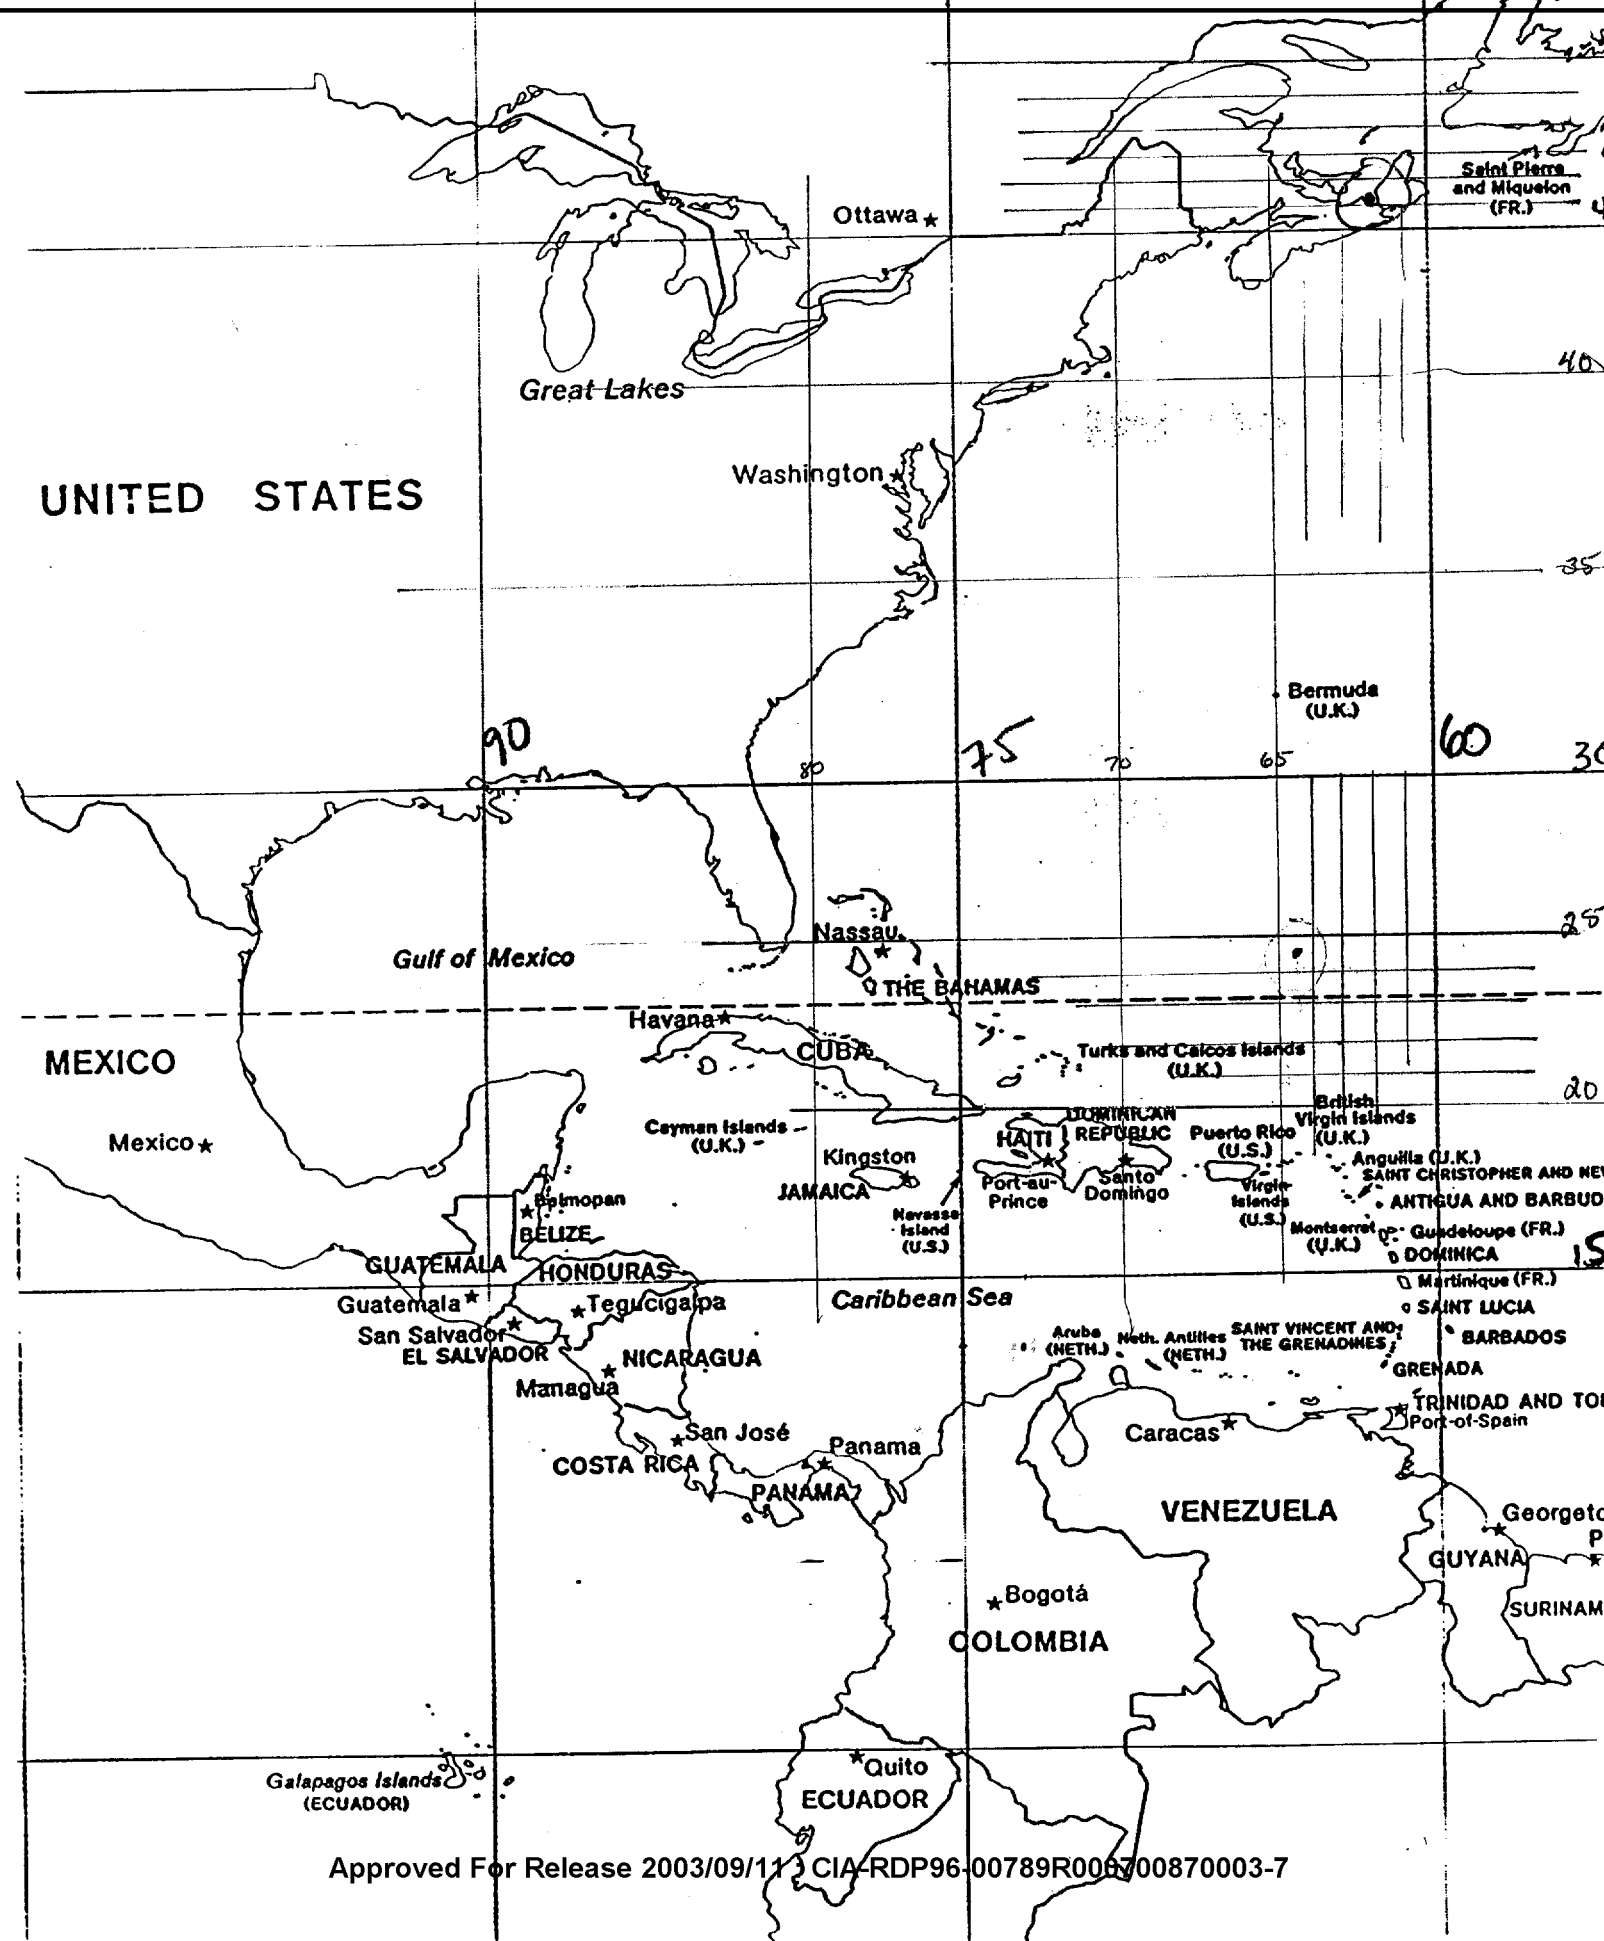 Saint Pierre
and Miquelon
(FR.)
Ottawa
40
Great Lakes
Washington
UNITED STATES
35
Bermuda
(U.K.)
90
80
75
70
65
60
30
25
Nassau
Gulf of Mexico
THE BAHAMAS
Havana
CUBA
MEXICO
Turks and Caicos Islands
(U.K.)
20
British
Virgin Islands
(U.K.)
DOMINICAN
REPUBLIC
HAITI
Cayman Islands
(U.K.)
Puerto Rico
(U.S.)
Mexico
Kingston
JAMAICA
Anguilla (U.K.)
SAINT CHRISTOPHER AND NEV
Port-au-
Prince
Santo
Domingo
Virgin
Islands
(U.S.)
ANTIGUA AND BARBUD
Belmopan
BELIZE
Navassa
Island
(U.S.)
Montserrat
(U.K.)
Guadeloupe (FR.)
DOMINICA
15
GUATEMALA
HONDURAS
Martinique (FR.)
Guatemala
Tegucigalpa
Caribbean Sea
SAINT LUCIA
San Salvador
EL SALVADOR
Aruba
(NETH.)
Neth. Antilles
(NETH.)
SAINT VINCENT AND
THE GRENADINES
BARBADOS
NICARAGUA
GRENADA
Managua
TRINIDAD AND TO
Port-of-Spain
San José
Caracas
Panama
COSTA RICA
PANAMA
VENEZUELA
Georgeto
P
GUYANA
Bogotá
SURINAM
COLOMBIA
Quito
Galapagos Islands
(ECUADOR)
ECUADOR
Approved For Release 2003/09/11 : CIA-RDP96-00789R000700870003-7